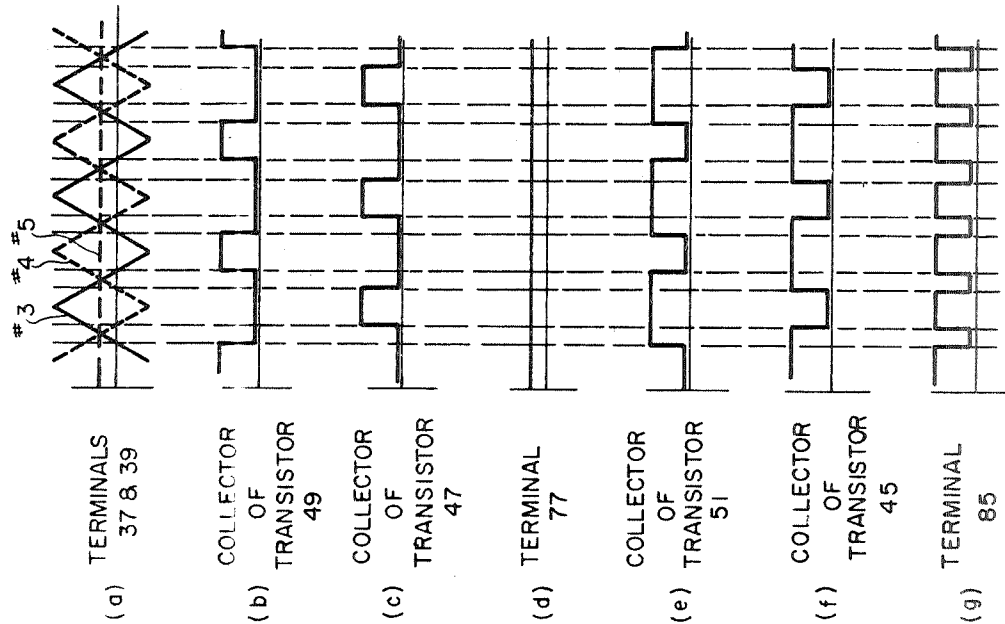 #3
#4
#5
(a) TERMINALS
37 & 39
(b) COLLECTOR
OF
TRANSISTOR
49
(c) COLLECTOR
OF
TRANSISTOR
47
(d) TERMINAL
77
(e) COLLECTOR
OF
TRANSISTOR
51
(f) COLLECTOR
OF
TRANSISTOR
45
(g) TERMINAL
85